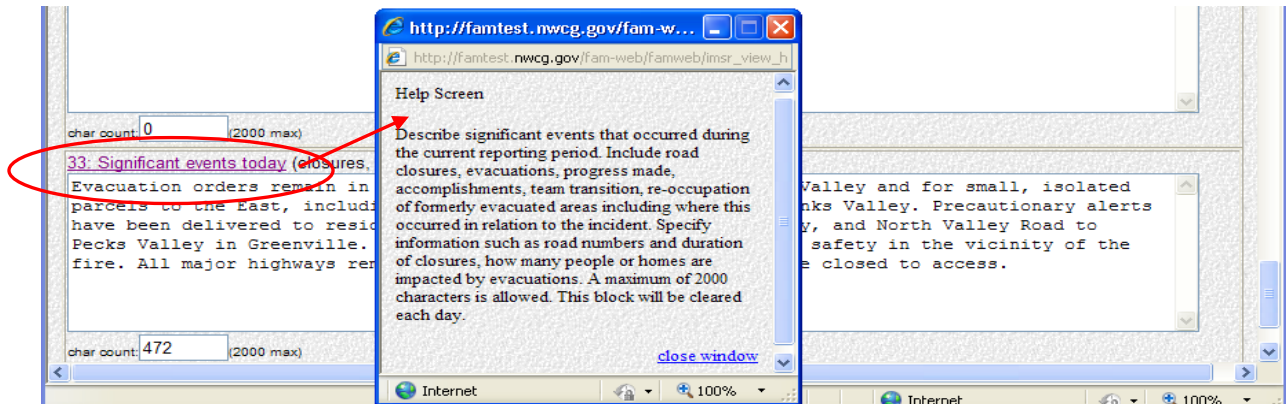 http://famtest.nwcg.gov/fam-w...
http://famtest.nwcg.gov/fam-web/famweb/imsr_view_h
Help Screen
Describe significant events that occurred during
the current reporting period. Include road
closures, evacuations, progress made,
accomplishments, team transition, re-occupation
of formerly evacuated areas including where this
occurred in relation to the incident. Specify
information such as road numbers and duration
of closures, how many people or homes are
impacted by evacuations. A maximum of 2000
characters is allowed. This block will be cleared
each day.
close window
Internet 100%
char count: 0 (2000 max)
33: Significant events today (closures,
Evacuation orders remain in Valley and for small, isolated
parcels to the East, includi nks Valley. Precautionary alerts
have been delivered to resid y, and North Valley Road to
Pecks Valley in Greenville. safety in the vicinity of the
fire. All major highways re e closed to access.
char count: 472 (2000 max)
Internet 100%